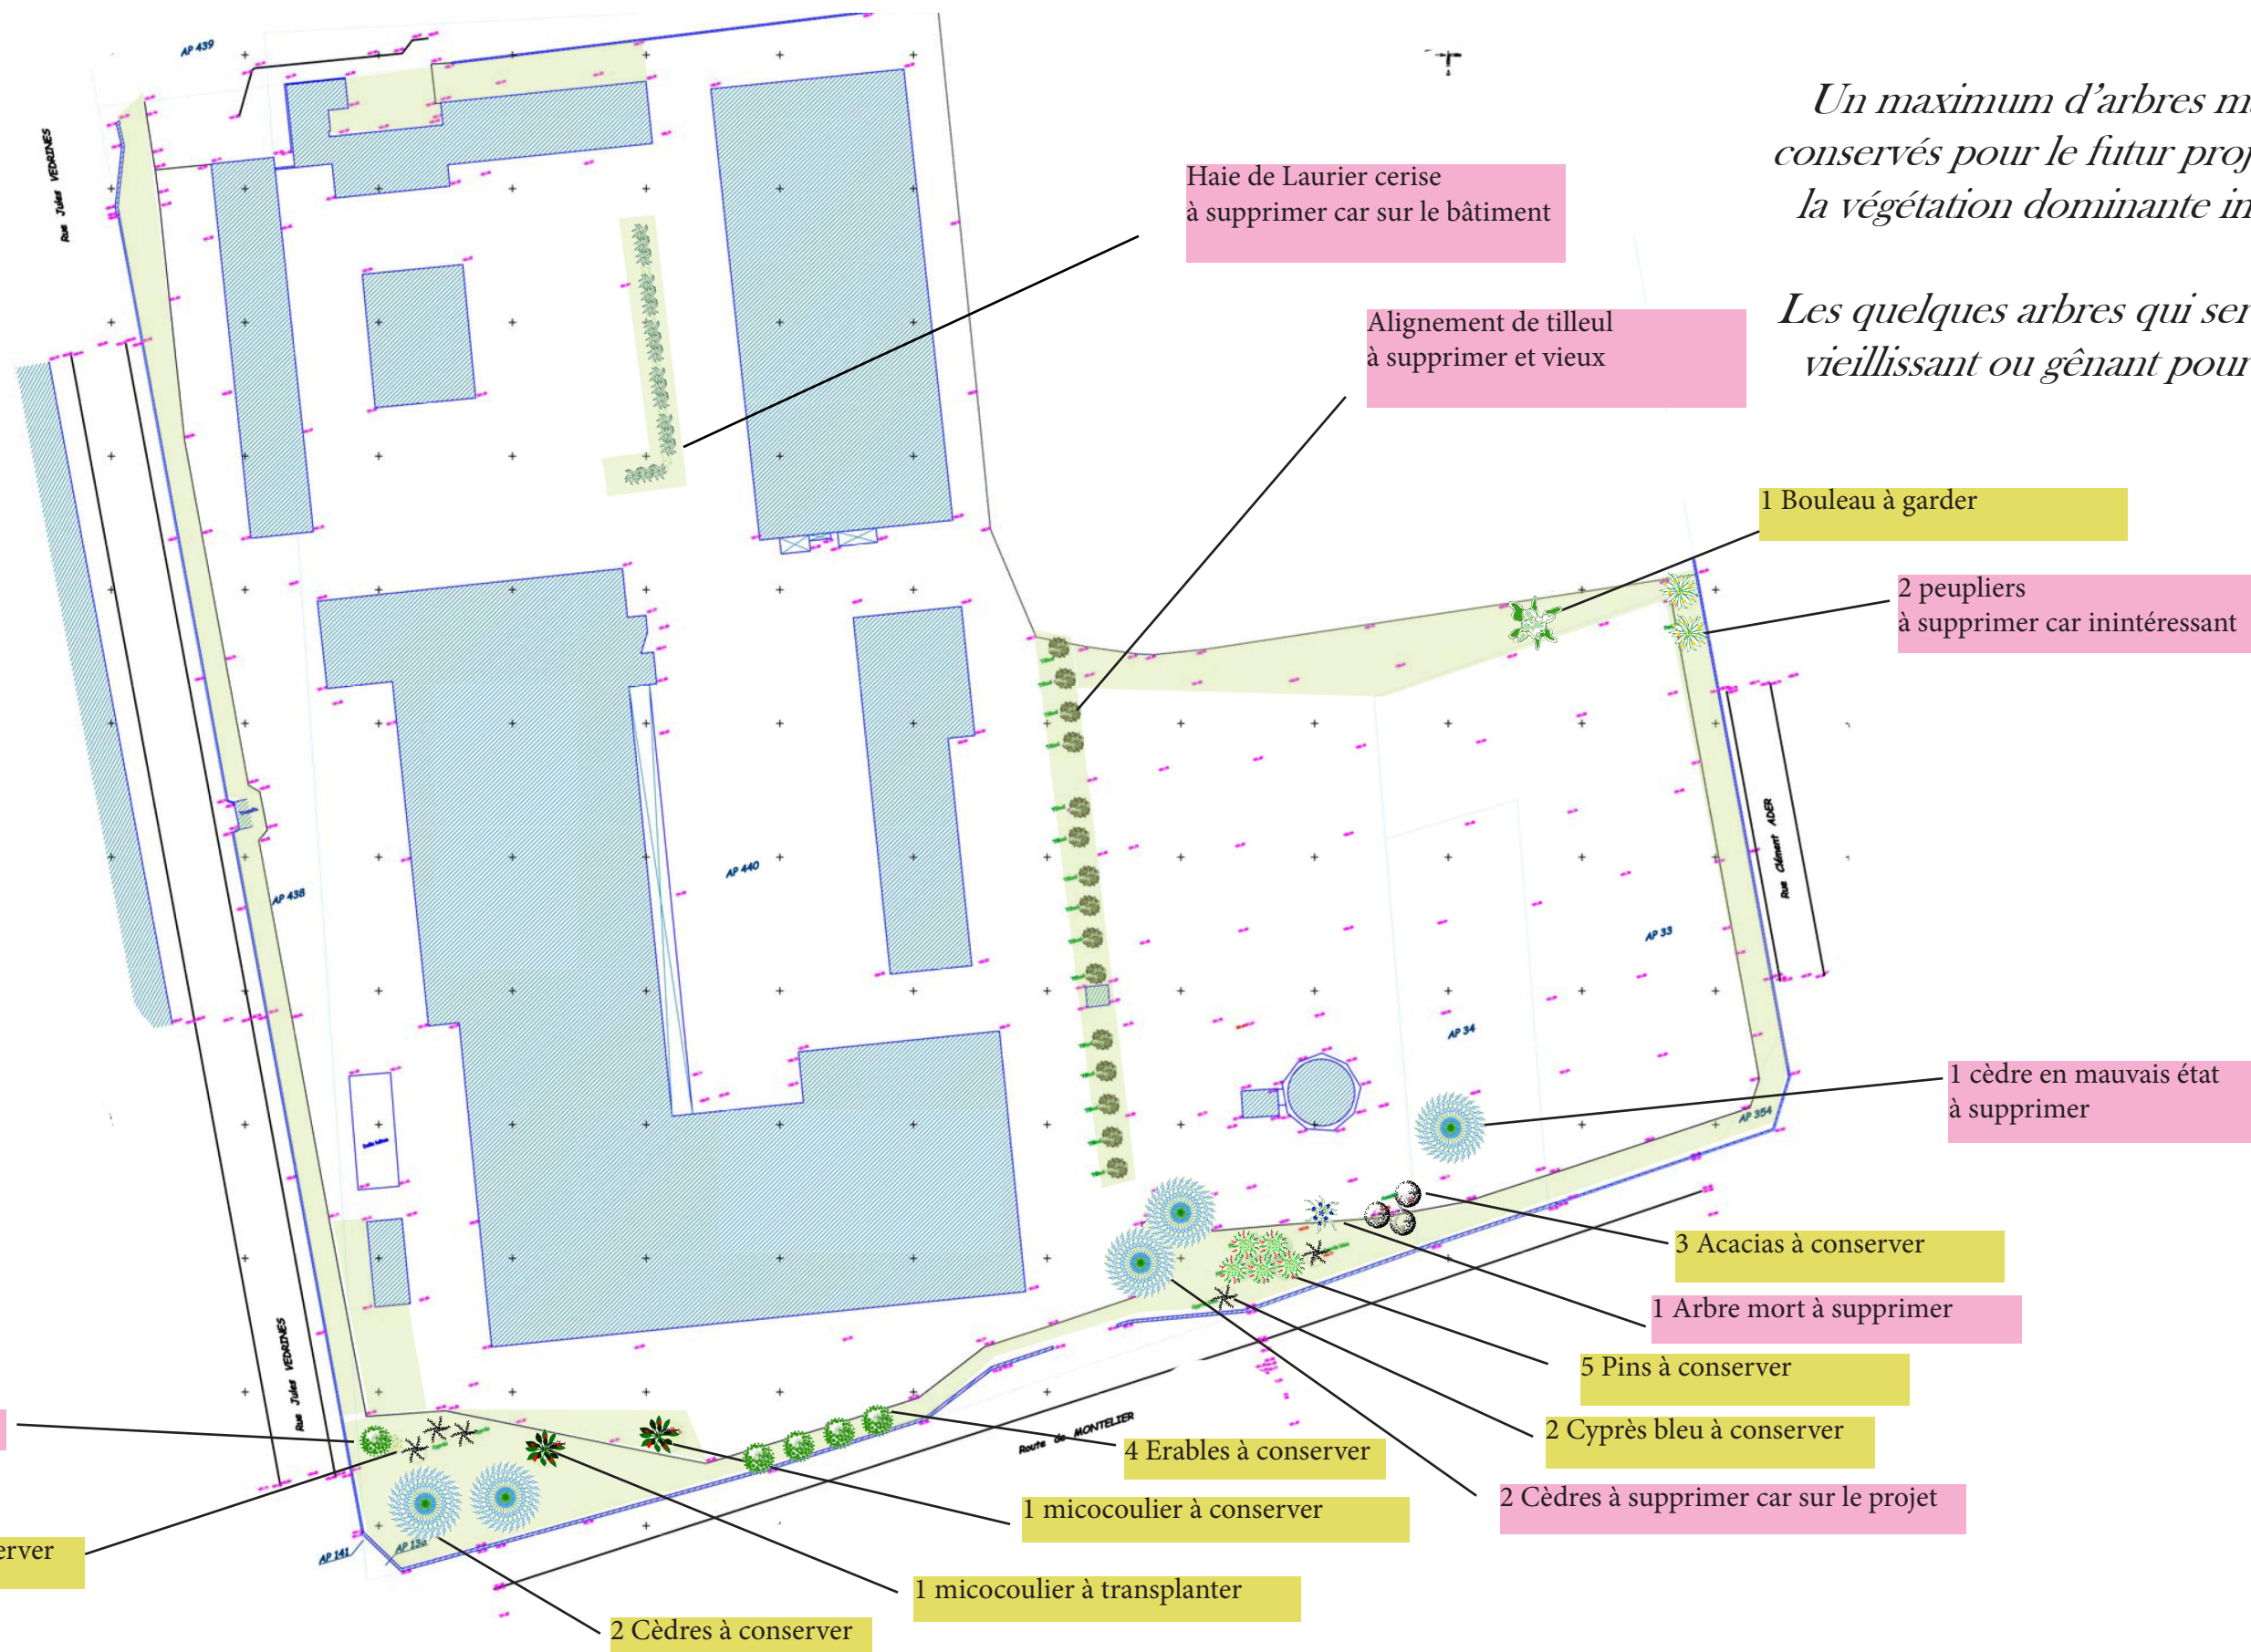 AP 439
Rue Jules VEDRINES
Un maximum d'arbres
conservés pour le futur
la végétation dominante
Haie de Laurier cerise
à supprimer car sur le bâtiment
Les quelques arbres qui
vieillissant ou gênant pour
Alignement de tilleul
à supprimer et vieux
1 Bouleau à garder
2 peupliers
à supprimer car inintéressant
Rue Clément ADER
AP 440
AP 438
AP 33
AP 34
1 cèdre en mauvais état
à supprimer
AP 354
3 Acacias à conserver
1 Arbre mort à supprimer
5 Pins à conserver
2 Cyprès bleu à conserver
2 Cèdres à supprimer car sur le projet
Rue Jules VEDRINES
Route de MONTELIER
4 Erables à conserver
1 micocoulier à conserver
1 micocoulier à transplanter
2 Cèdres à conserver
AP 141